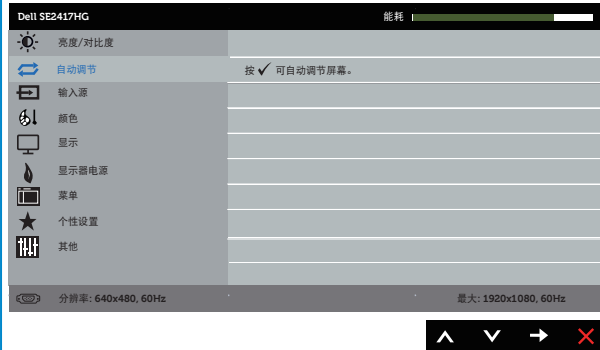 Dell SE2417HG
能耗
亮度/对比度
自动调节
按 ✓ 可自动调节屏幕。
输入源
颜色
显示
显示器电源
菜单
个性设置
其他
分辨率: 640x480, 60Hz
最大: 1920x1080, 60Hz